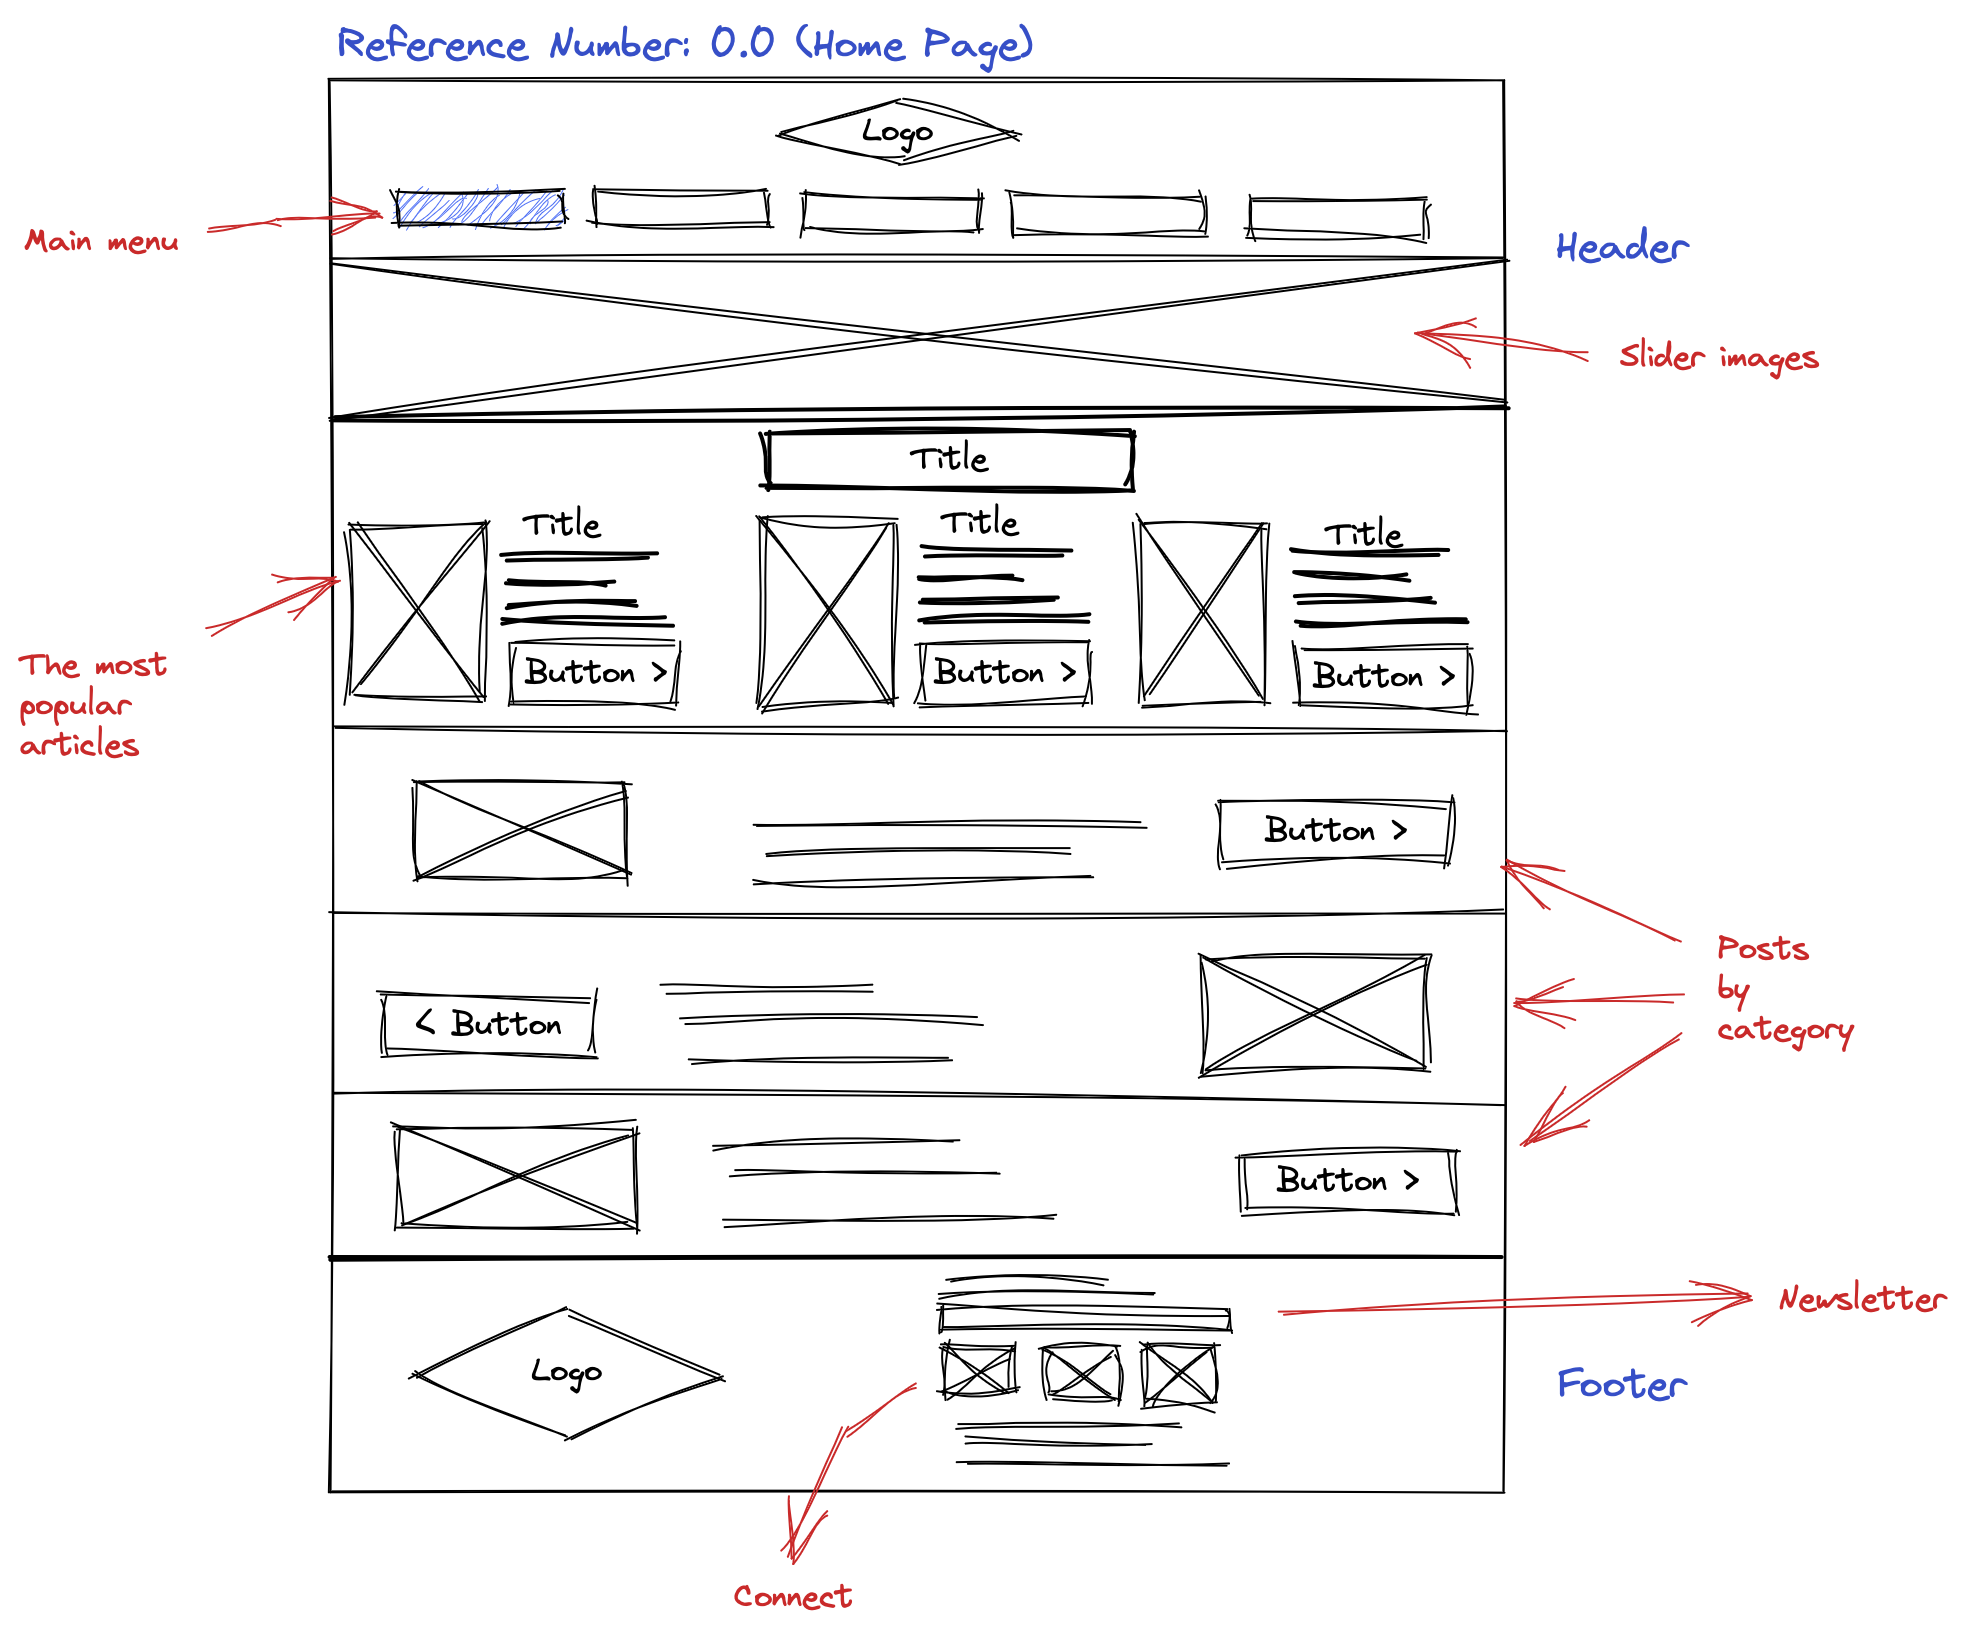 Reference Number: 0.0 (Home Page)
Logo
Main menu
Header
Slider images
Title
Title
Title
Title
The most
popular
articles
Button >
Button >
Button >
Button >
Posts
by
category
< Button
Button >
Newsletter
Logo
Footer
Connect